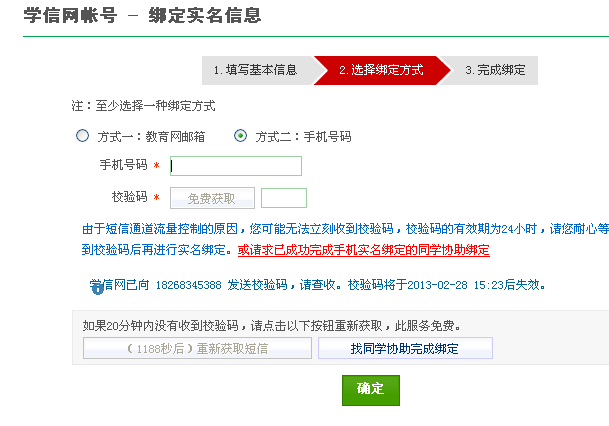 学信网帐号 － 绑定实名信息
1.填写基本信息 2.选择绑定方式 3.完成绑定
注：至少选择一种绑定方式
方式一：教育网邮箱 方式二：手机号码
手机号码 *
校验码 * 免费获取
由于短信通道流量控制的原因，您可能无法立刻收到校验码，校验码的有效期为24小时，请您耐心等
到校验码后再进行实名绑定。或请求已成功完成手机实名绑定的同学协助绑定
学信网已向 18268345388 发送校验码，请查收。校验码将于2013-02-28 15:23后失效。
如果20分钟内没有收到校验码，请点击以下按钮重新获取，此服务免费。
（1188秒后）重新获取短信 找同学协助完成绑定
确定